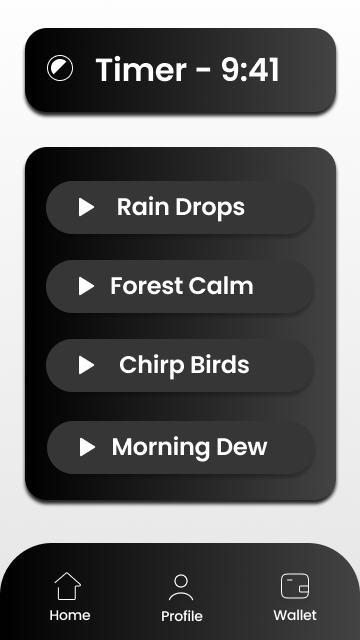 Timer - 9:41
Rain Drops
Forest Calm
Chirp Birds
Morning Dew
Home
Profile
Wallet